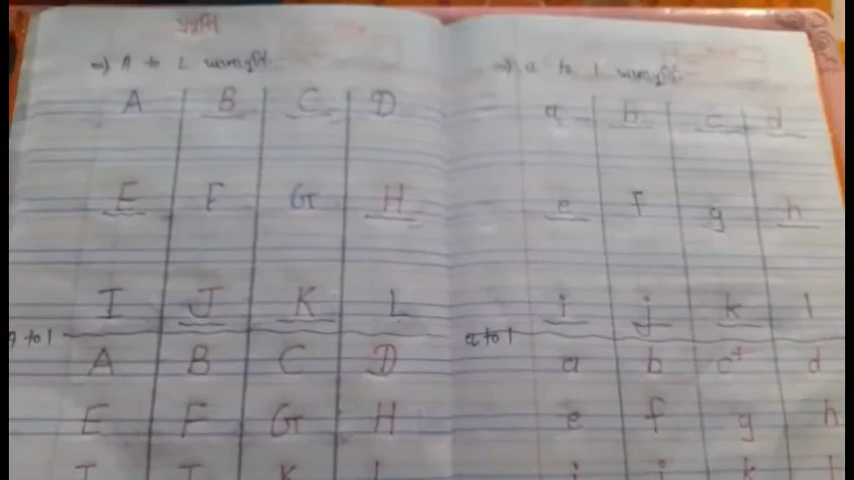 A to L
A B C D
E F G H
I J K L
A to l
A B C D
E F G H
I J K L
a to l
a b c d
e f g h
i j k l
a to l
a b c d
e f g h
i j k l